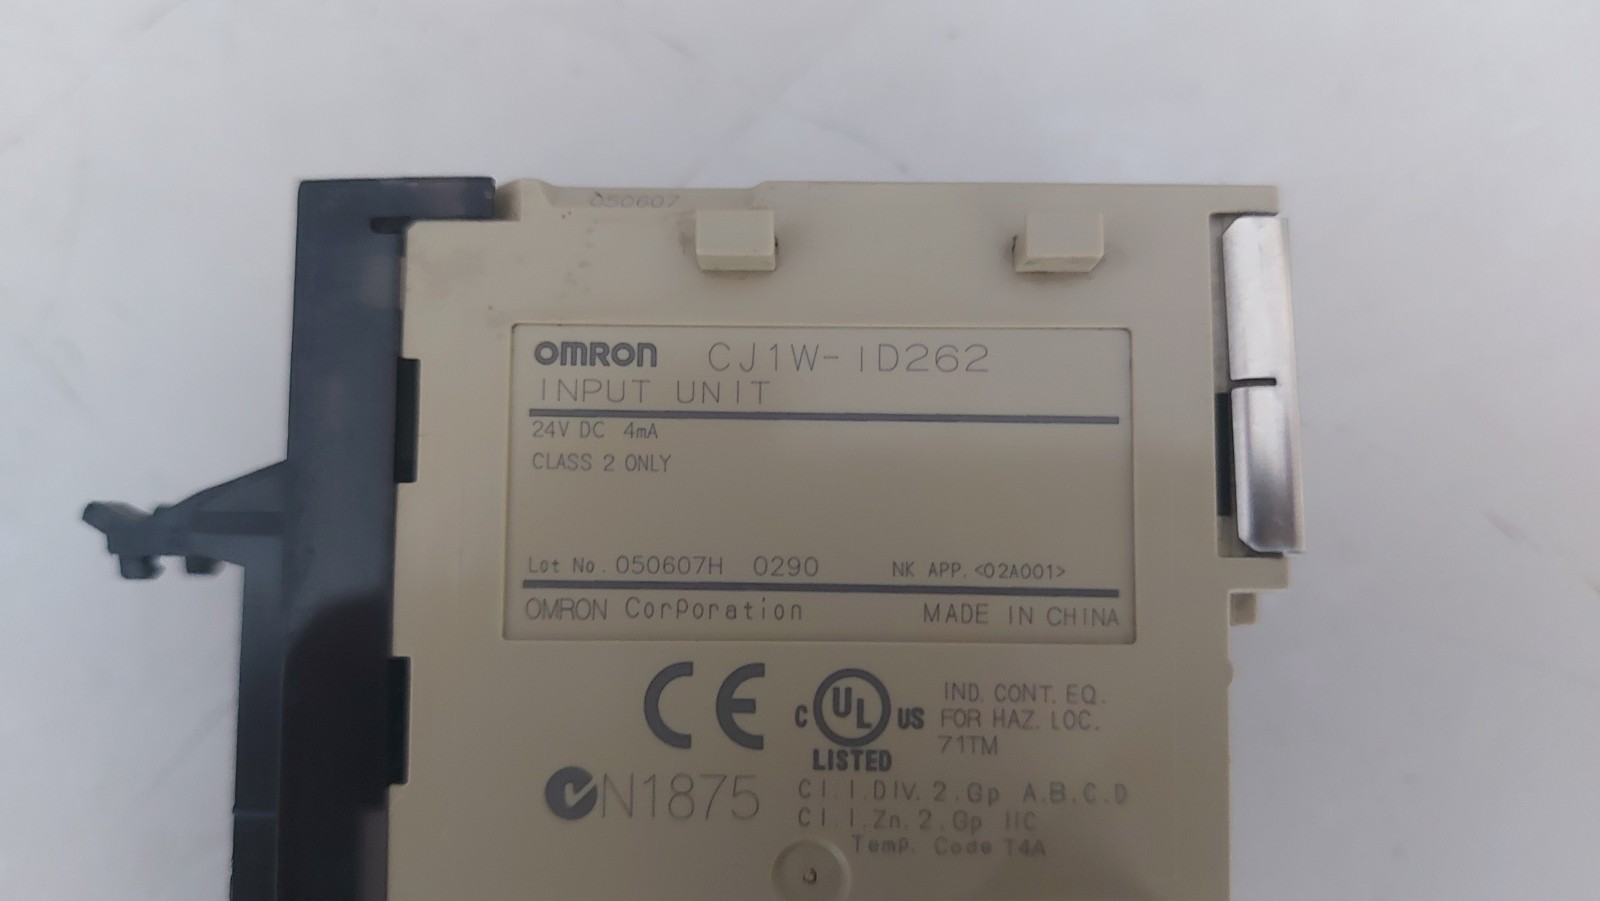 050607
OMRON CJ1W-ID262
INPUT UNIT
24V DC 4mA
CLASS 2 ONLY
Lot No. 050607H 0290 NK APP.<02A001>
OMRON Corporation MADE IN CHINA
CE
C UL US
LISTED
IND. CONT. EQ.
FOR HAZ. LOC.
71TM
N1875
Cl.I.DIV.2.Gp A.B.C.D
Cl.I.Zn.2.Gp IIC
Temp. Code T4A